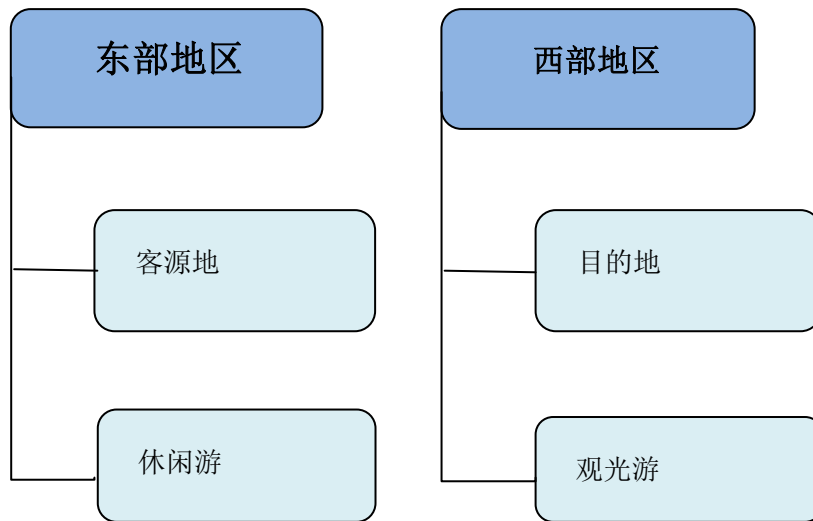 东部地区
客源地
休闲游
西部地区
目的地
观光游